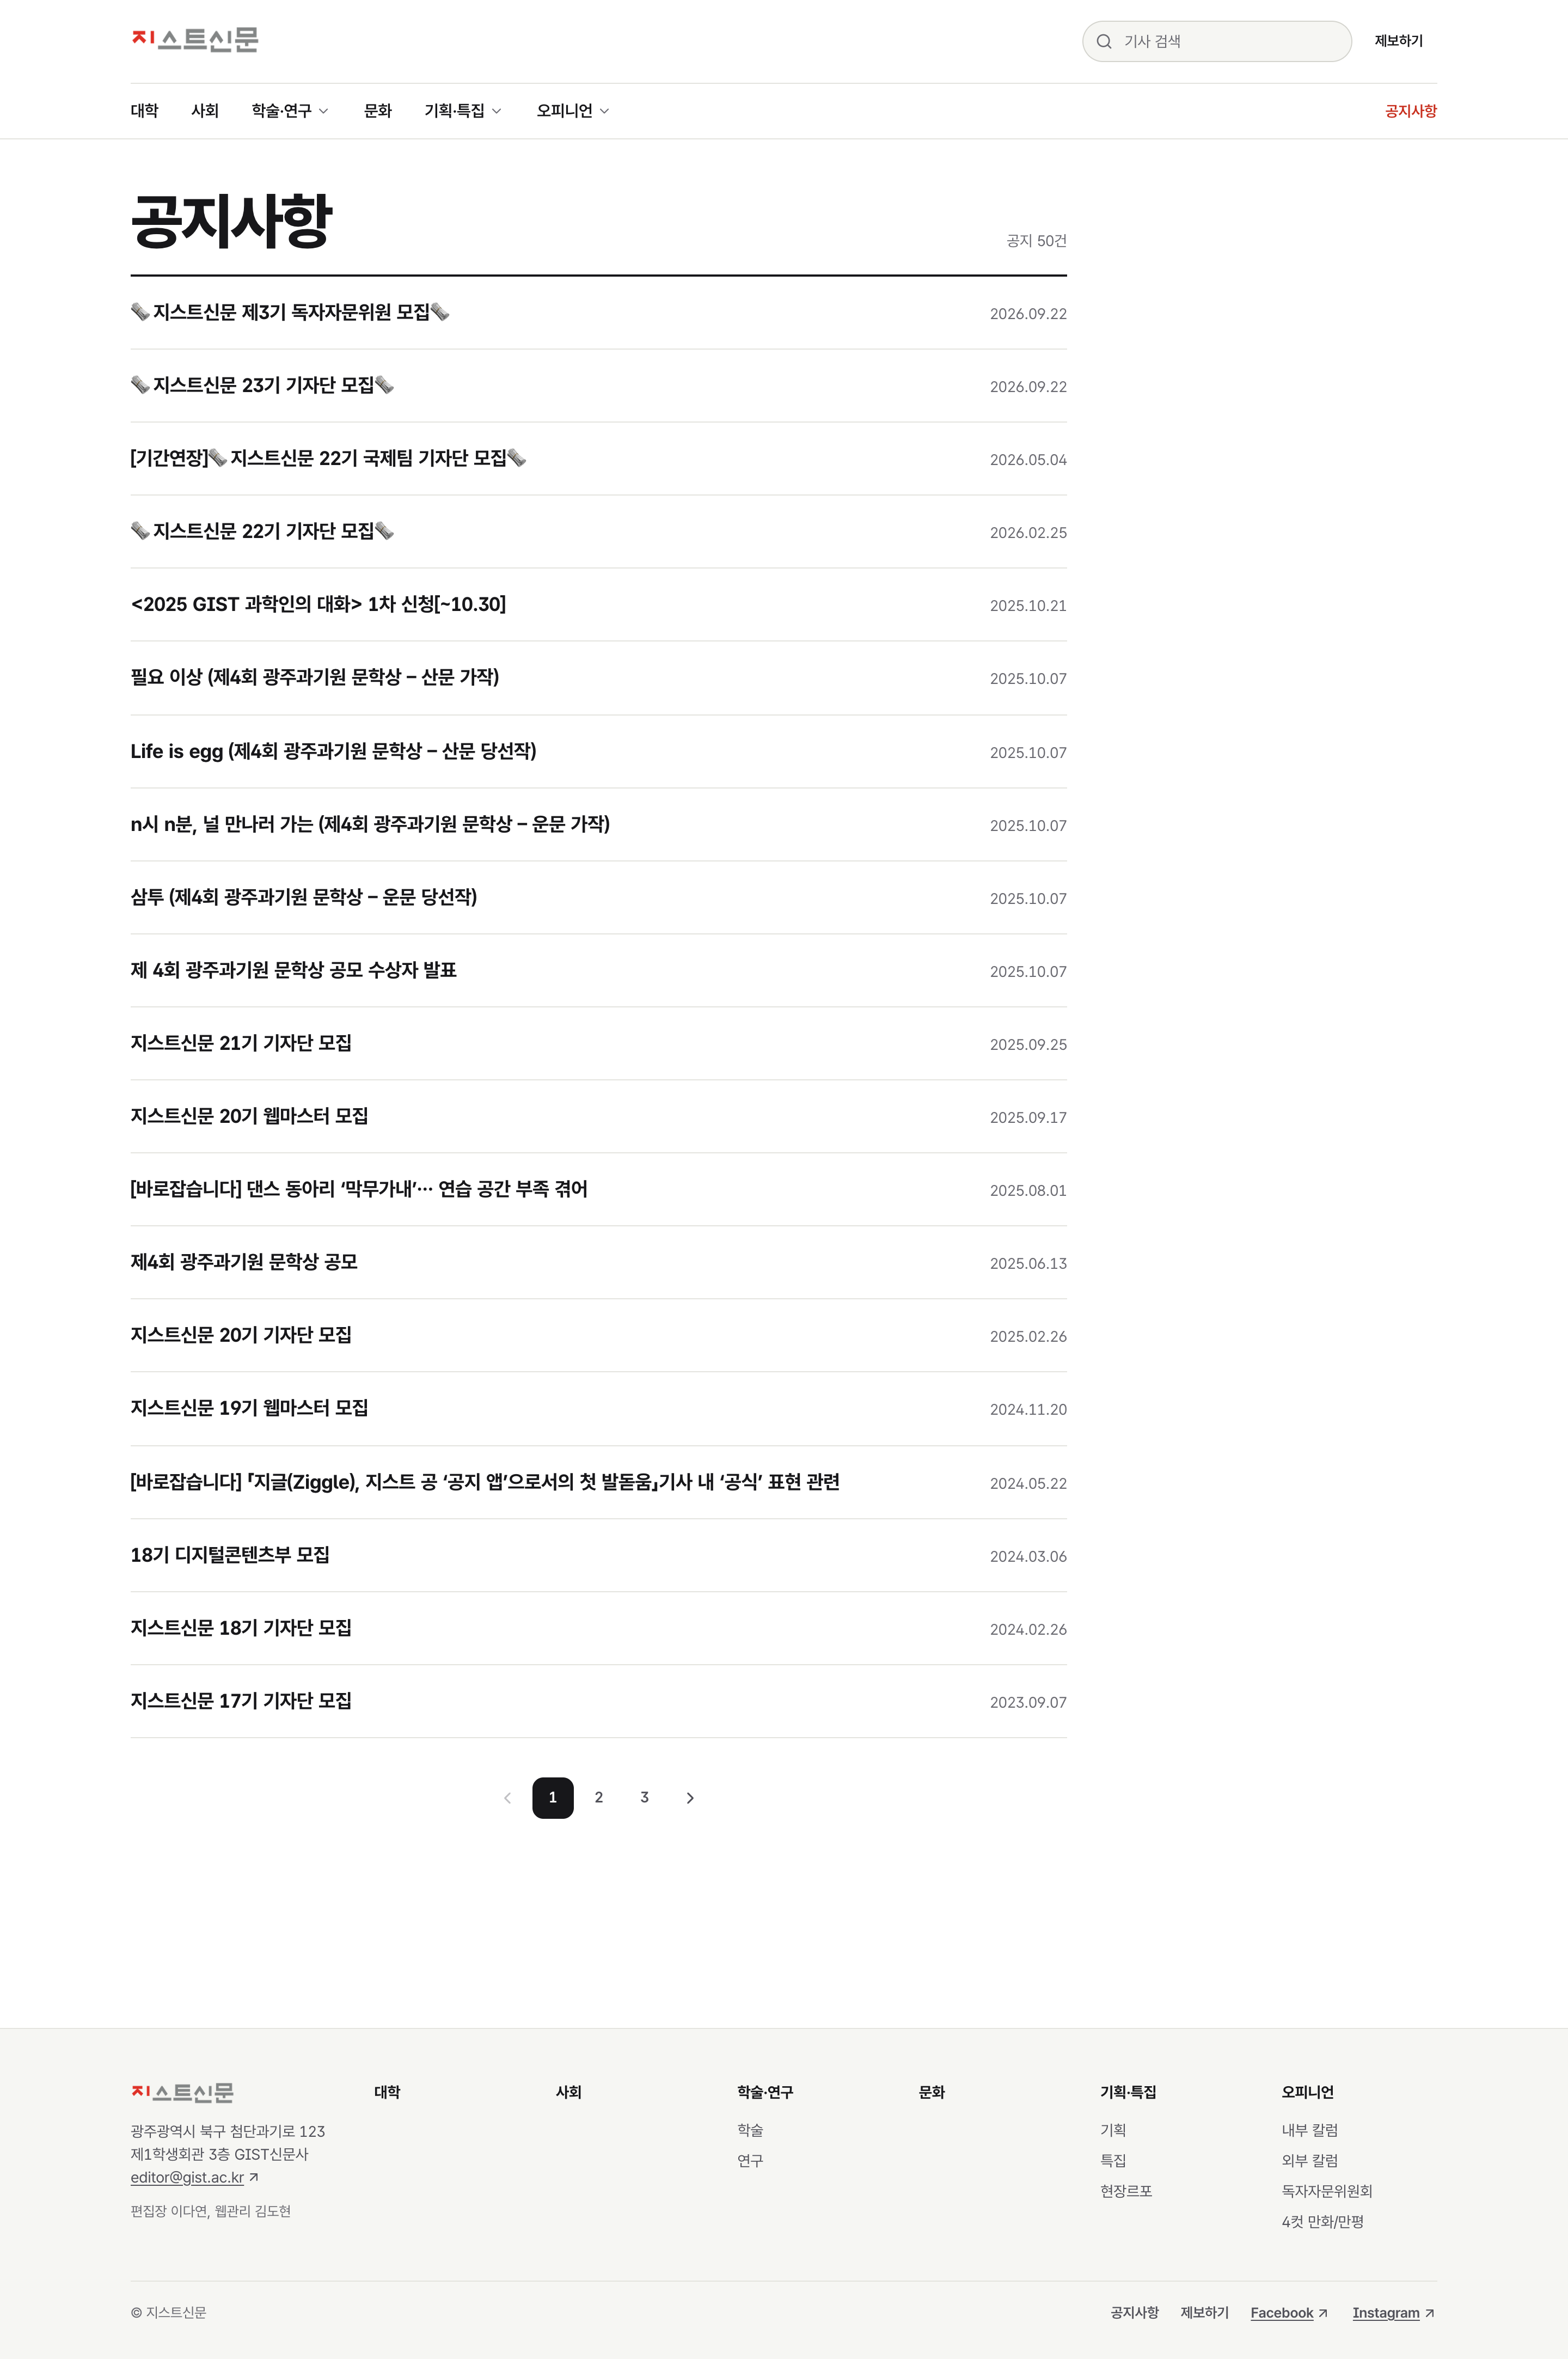 지스트신문
기사 검색
제보하기
대학 사회 학술·연구 문화 기획·특집 오피니언 공지사항
공지사항
공지 50건
🗞️지스트신문 제3기 독자자문위원 모집🗞️ 2026.09.22
🗞️지스트신문 23기 기자단 모집🗞️ 2026.09.22
[기간연장]🗞️지스트신문 22기 국제팀 기자단 모집🗞️ 2026.05.04
🗞️지스트신문 22기 기자단 모집🗞️ 2026.02.25
<2025 GIST 과학인의 대화> 1차 신청[~10.30] 2025.10.21
필요 이상 (제4회 광주과기원 문학상 – 산문 가작) 2025.10.07
Life is egg (제4회 광주과기원 문학상 – 산문 당선작) 2025.10.07
n시 n분, 널 만나러 가는 (제4회 광주과기원 문학상 – 운문 가작) 2025.10.07
삼투 (제4회 광주과기원 문학상 – 운문 당선작) 2025.10.07
제 4회 광주과기원 문학상 공모 수상자 발표 2025.10.07
지스트신문 21기 기자단 모집 2025.09.25
지스트신문 20기 웹마스터 모집 2025.09.17
[바로잡습니다] 댄스 동아리 ‘막무가내’… 연습 공간 부족 겪어 2025.08.01
제4회 광주과기원 문학상 공모 2025.06.13
지스트신문 20기 기자단 모집 2025.02.26
지스트신문 19기 웹마스터 모집 2024.11.20
[바로잡습니다] 「지글(Ziggle), 지스트 공 ‘공지 앱’으로서의 첫 발돋움」기사 내 ‘공식’ 표현 관련 2024.05.22
18기 디지털콘텐츠부 모집 2024.03.06
지스트신문 18기 기자단 모집 2024.02.26
지스트신문 17기 기자단 모집 2023.09.07
1 2 3
지스트신문
광주광역시 북구 첨단과기로 123
제1학생회관 3층 GIST신문사
editor@gist.ac.kr
편집장 이다연, 웹관리 김도현
대학
사회
학술·연구
학술
연구
문화
기획·특집
기획
특집
현장르포
오피니언
내부 칼럼
외부 칼럼
독자자문위원회
4컷 만화/만평
© 지스트신문
공지사항 제보하기 Facebook Instagram